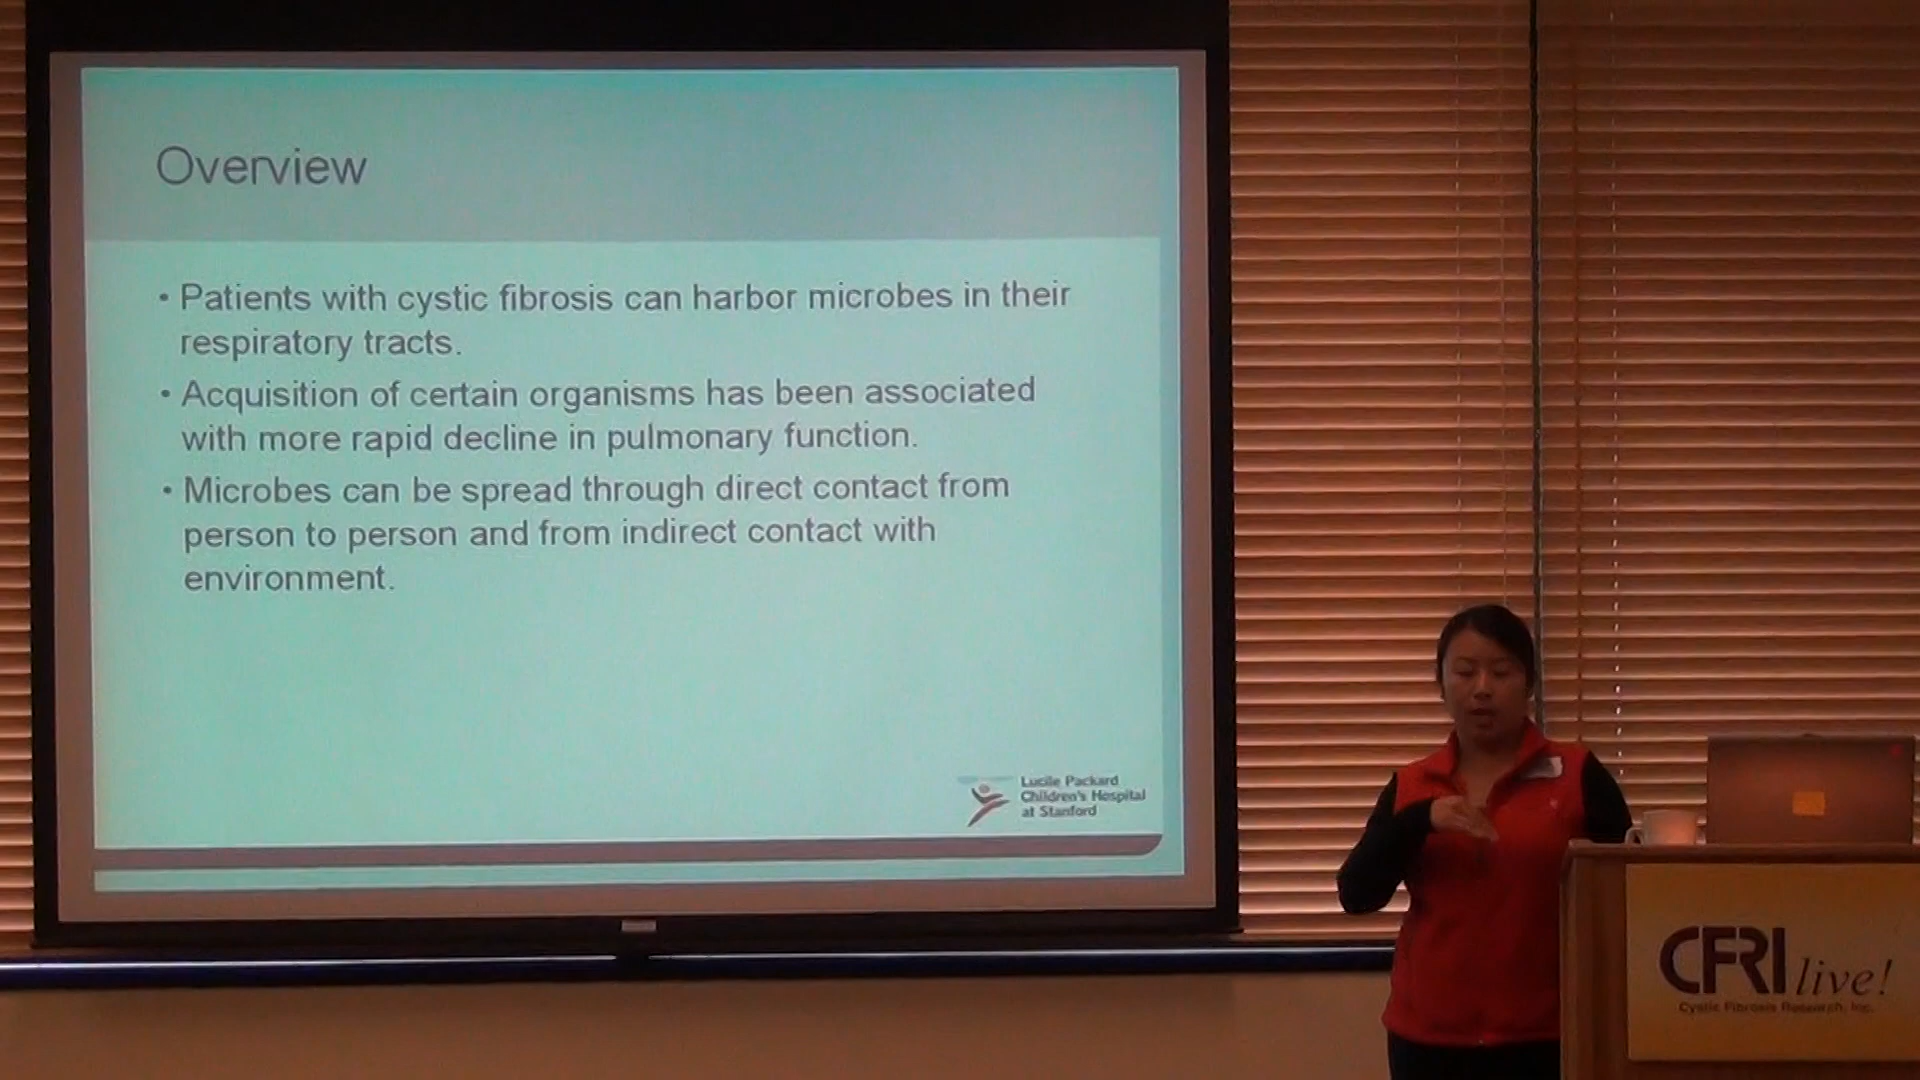 Overview
• Patients with cystic fibrosis can harbor microbes in their
respiratory tracts.
• Acquisition of certain organisms has been associated
with more rapid decline in pulmonary function.
• Microbes can be spread through direct contact from
person to person and from indirect contact with
environment.
Lucile Packard
Children's Hospital
at Stanford
CFRI live!
Cystic Fibrosis Research, Inc.